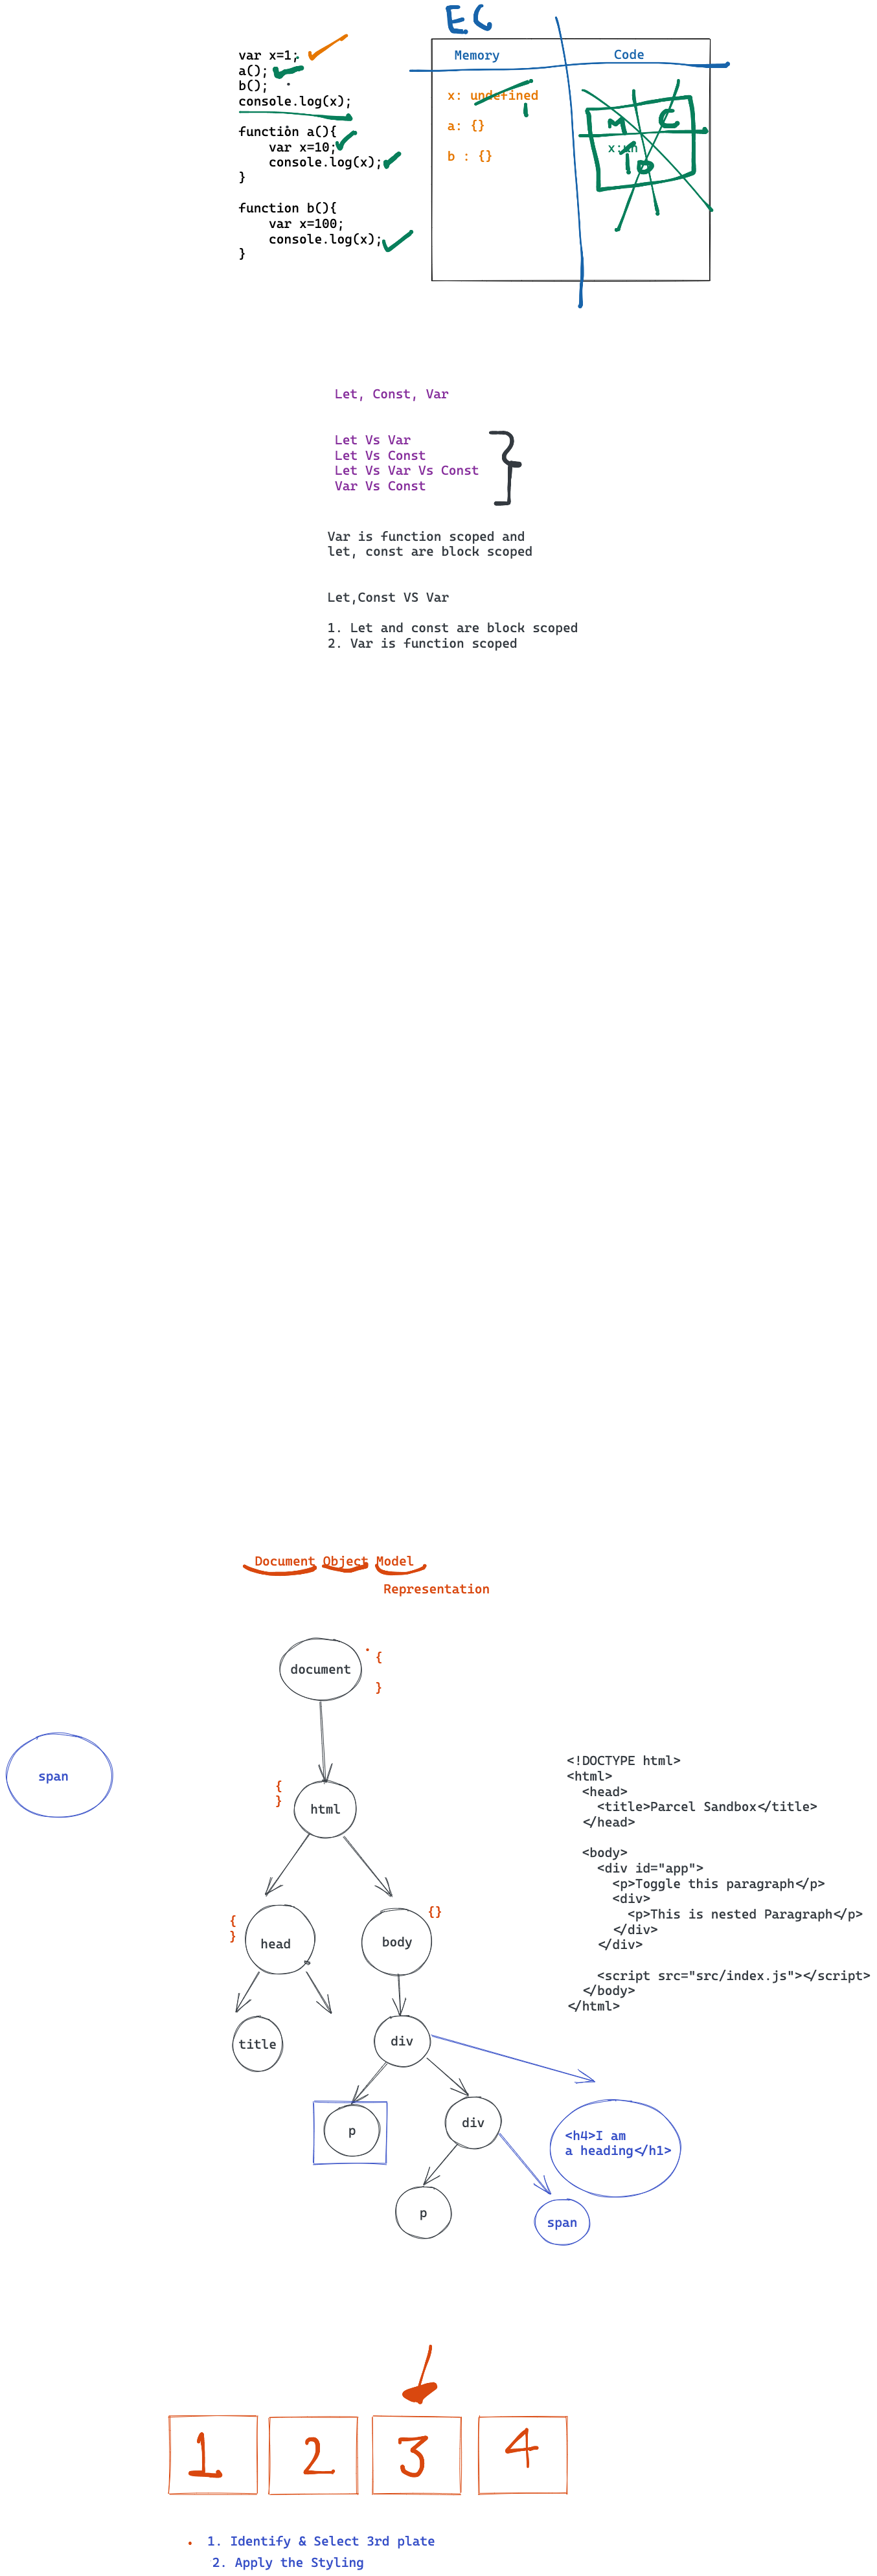 EC
var x=1;
a();
b();
console.log(x);
function a(){
var x=10;
console.log(x);
}
function b(){
var x=100;
console.log(x);
}
Memory
Code
x: undefined
1
a: {}
b : {}
M C
x:un
10
Let, Const, Var
Let Vs Var
Let Vs Const
Let Vs Var Vs Const
Var Vs Const
Var is function scoped and
let, const are block scoped
Let,Const VS Var
1. Let and const are block scoped
2. Var is function scoped
Document Object Model
Representation
document
{
}
span
{
}
html
{
}
head
{}
body
title
div
p
div
<h4>I am
a heading</h1>
p
span
<!DOCTYPE html>
<html>
<head>
<title>Parcel Sandbox</title>
</head>
<body>
<div id="app">
<p>Toggle this paragraph</p>
<div>
<p>This is nested Paragraph</p>
</div>
</div>
<script src="src/index.js"></script>
</body>
</html>
1 2 3 4
1. Identify & Select 3rd plate
2. Apply the Styling